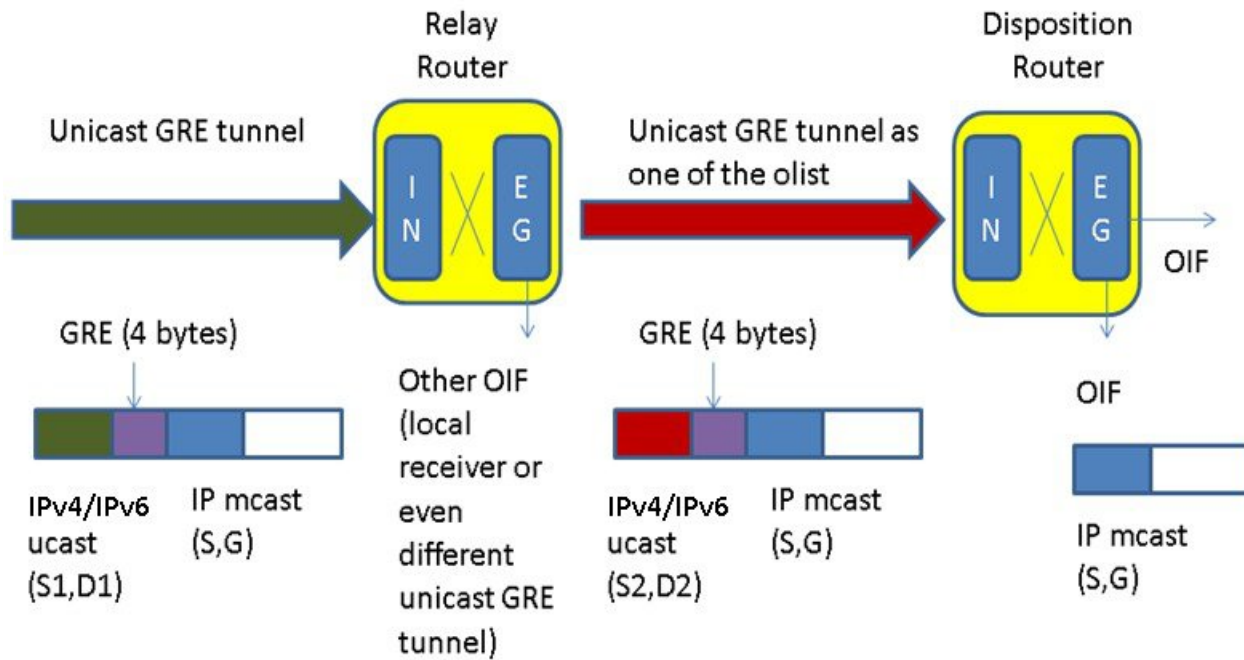 Relay
Router
Disposition
Router
Unicast GRE tunnel
Unicast GRE tunnel as
one of the olist
I
N
E
G
I
N
E
G
OIF
GRE (4 bytes)
IPv4/IPv6
ucast
(S1,D1)
IP mcast
(S,G)
Other OIF
(local
receiver or
even
different
unicast GRE
tunnel)
GRE (4 bytes)
IPv4/IPv6
ucast
(S2,D2)
IP mcast
(S,G)
OIF
IP mcast
(S,G)